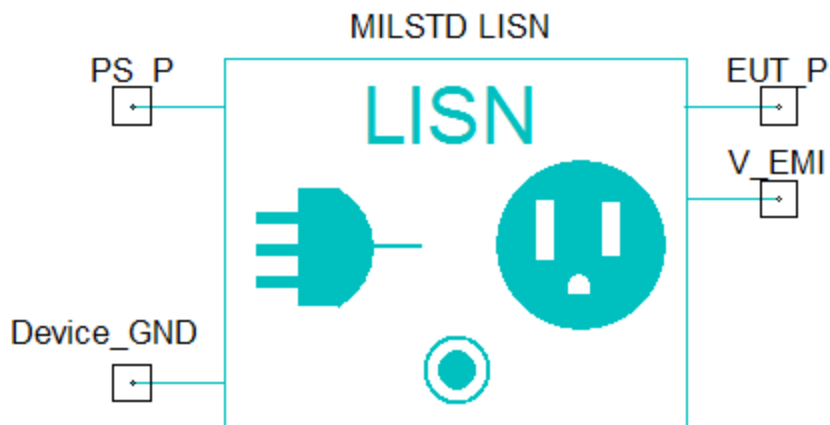 MILSTD LISN
PS_P
EUT_P
LISN
V_EMI
Device_GND